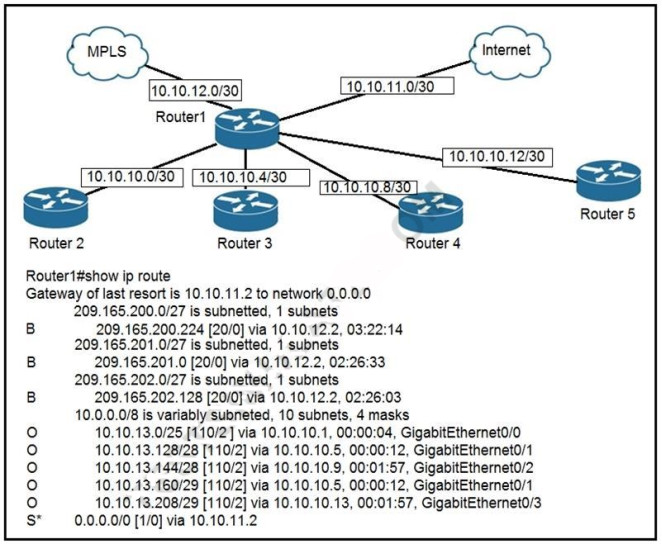 MPLS
Internet
10.10.12.0/30
10.10.11.0/30
Router1
10.10.10.0/30
10.10.10.4/30
10.10.10.8/30
10.10.10.12/30
Router 2
Router 3
Router 4
Router 5
Router1#show ip route
Gateway of last resort is 10.10.11.2 to network 0.0.0.0
209.165.200.0/27 is subnetted, 1 subnets
B 209.165.200.224 [20/0] via 10.10.12.2, 03:22:14
209.165.201.0/27 is subnetted, 1 subnets
B 209.165.201.0 [20/0] via 10.10.12.2, 02:26:33
209.165.202.0/27 is subnetted, 1 subnets
B 209.165.202.128 [20/0] via 10.10.12.2, 02:26:03
10.0.0.0/8 is variably subneted, 10 subnets, 4 masks
O 10.10.13.0/25 [110/2 ] via 10.10.10.1, 00:00:04, GigabitEthernet0/0
O 10.10.13.128/28 [110/2] via 10.10.10.5, 00:00:12, GigabitEthernet0/1
O 10.10.13.144/28 [110/2] via 10.10.10.9, 00:01:57, GigabitEthernet0/2
O 10.10.13.160/29 [110/2] via 10.10.10.5, 00:00:12, GigabitEthernet0/1
O 10.10.13.208/29 [110/2] via 10.10.10.13, 00:01:57, GigabitEthernet0/3
S* 0.0.0.0/0 [1/0] via 10.10.11.2